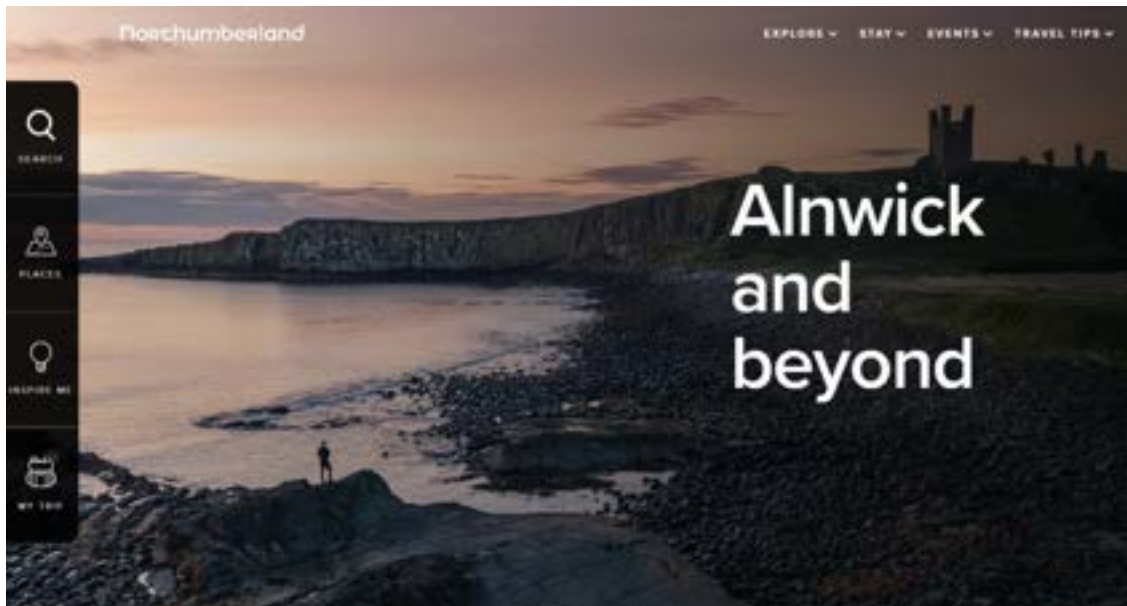 Northumberland
EXPLORE STAY EVENTS TRAVEL TIPS
SEARCH
PLACES
INSPIRE ME
MY TRIP
Alnwick
and
beyond